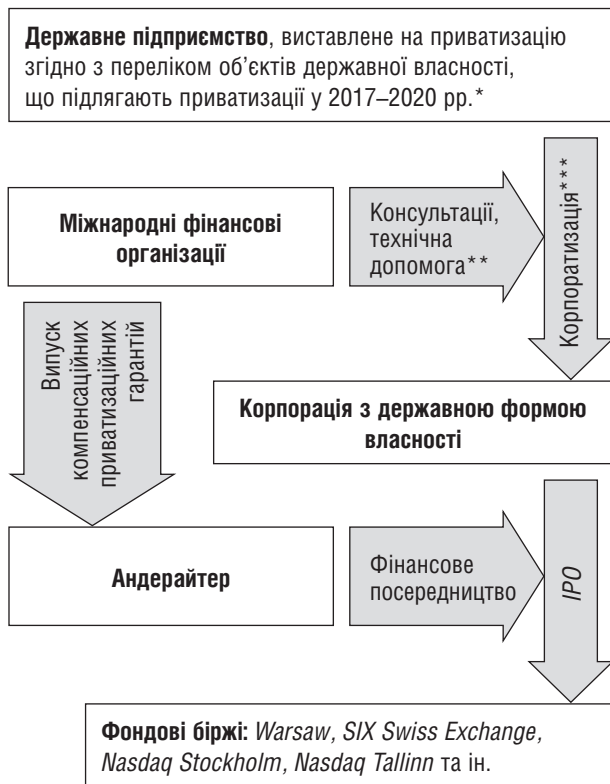 Державне підприємство, виставлене на приватизацію
згідно з переліком об’єктів державної власності,
що підлягають приватизації у 2017–2020 рр.*
Міжнародні фінансові
організації
Консультації,
технічна
допомога**
Корпоратизація***
Випуск
компенсаційних
приватизаційних
гарантій
Корпорація з державною формою
власності
Андерайтер
Фінансове
посередництво
IPO
Фондові біржі: Warsaw, SIX Swiss Exchange,
Nasdaq Stockholm, Nasdaq Tallinn та ін.